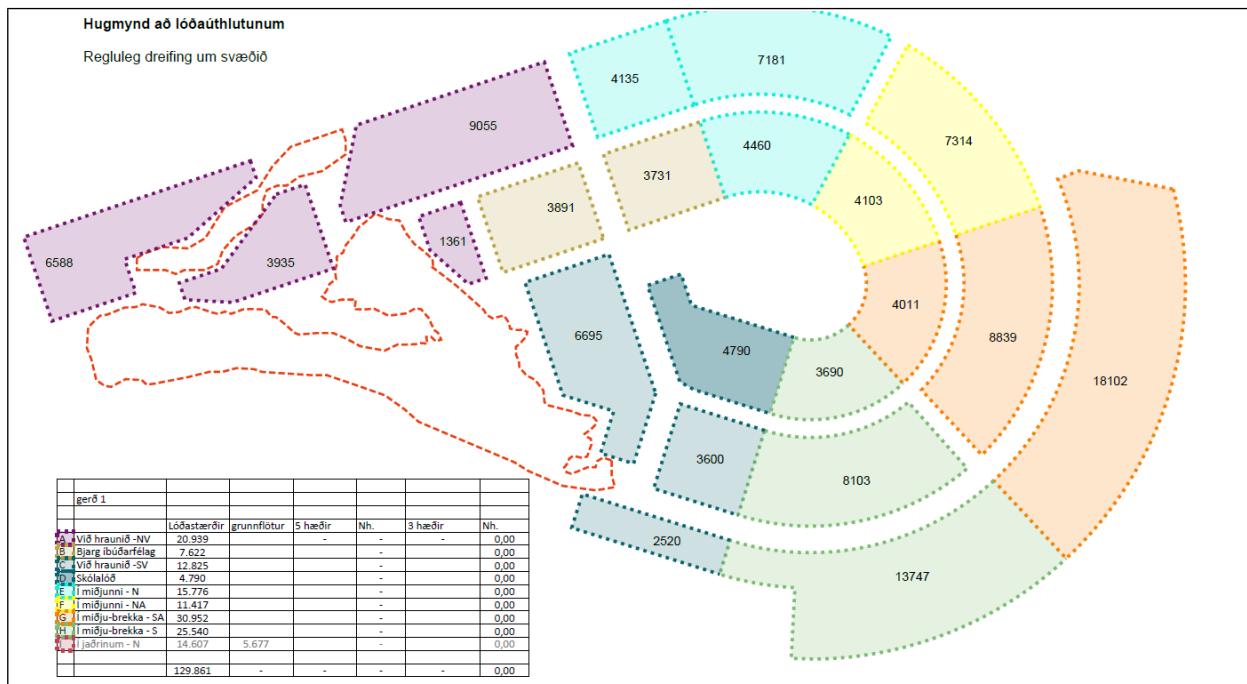 Hugmynd að lóðaúthlutunum
Regluleg dreifing um svæðið
7181
4135
9055
7314
4460
3731
4103
3891
1361
6588
3935
4011
6695
8839
4790
3690
18102
3600
8103
2520
13747
gerð 1
Lóðastærðir grunnflötur 5 hæðir Nh. 3 hæðir Nh.
A Við hraunið -NV 20.939 - - - 0,00
B Bjarg íbúðarfélag 7.622 - 0,00
C Við hraunið -SV 12.825 - 0,00
D Skólalóð 4.790 - 0,00
E Í miðjunni - N 15.776 - 0,00
F Í miðjunni - NA 11.417 - 0,00
G Í miðju-brekka - SA 30.952 - 0,00
H Í miðju-brekka - S 25.540 - 0,00
Í jaðrinum - N 14.607 5.677 - 0,00
129.861 - - - - 0,00